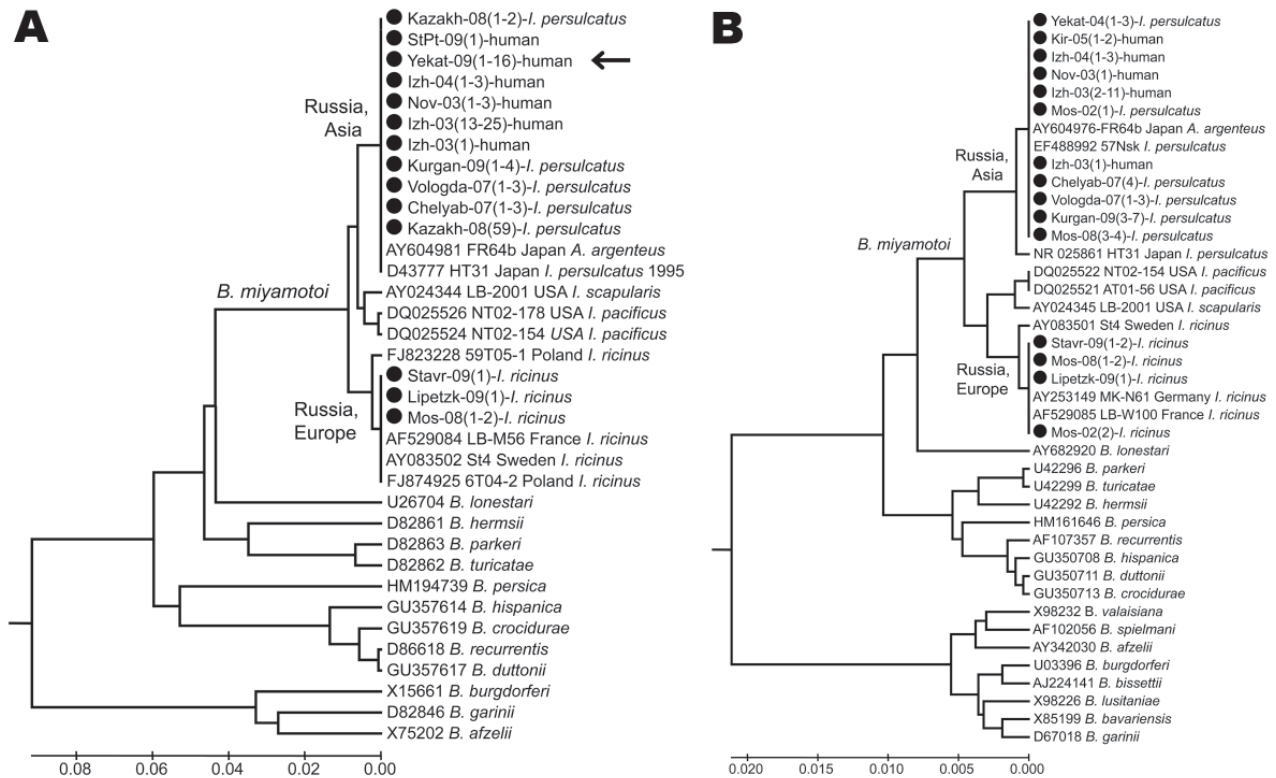 A
Kazakh-08(1-2)-I. persulcatus
StPt-09(1)-human
Yekat-09(1-16)-human
Izh-04(1-3)-human
Nov-03(1-3)-human
Izh-03(13-25)-human
Izh-03(1)-human
Kurgan-09(1-4)-I. persulcatus
Vologda-07(1-3)-I. persulcatus
Chelyab-07(1-3)-I. persulcatus
Kazakh-08(59)-I. persulcatus
AY604981 FR64b Japan A. argenteus
D43777 HT31 Japan I. persulcatus 1995
AY024344 LB-2001 USA I. scapularis
DQ025526 NT02-178 USA I. pacificus
DQ025524 NT02-154 USA I. pacificus
FJ823228 59T05-1 Poland I. ricinus
Stavr-09(1)-I. ricinus
Lipetzk-09(1)-I. ricinus
Mos-08(1-2)-I. ricinus
AF529084 LB-M56 France I. ricinus
AY083502 St4 Sweden I. ricinus
FJ874925 6T04-2 Poland I. ricinus
U26704 B. lonestari
D82861 B. hermsii
D82863 B. parkeri
D82862 B. turicatae
HM194739 B. persica
GU357614 B. hispanica
GU357619 B. crocidurae
D86618 B. recurrentis
GU357617 B. duttonii
X15661 B. burgdorferi
D82846 B. garinii
X75202 B. afzelii
Russia,
Asia
B. miyamotoi
Russia,
Europe
0.08 0.06 0.04 0.02 0.00
B
Yekat-04(1-3)-I. persulcatus
Kir-05(1-2)-human
Izh-04(1-3)-human
Nov-03(1)-human
Izh-03(2-11)-human
Mos-02(1)-I. persulcatus
AY604976-FR64b Japan A. argenteus
EF488992 57Nsk I. persulcatus
Izh-03(1)-human
Chelyab-07(4)-I. persulcatus
Vologda-07(1-3)-I. persulcatus
Kurgan-09(3-7)-I. persulcatus
Mos-08(3-4)-I. persulcatus
NR 025861 HT31 Japan I. persulcatus
DQ025522 NT02-154 USA I. pacificus
DQ025521 AT01-56 USA I. pacificus
AY024345 LB-2001 USA I. scapularis
AY083501 St4 Sweden I. ricinus
Stavr-09(1-2)-I. ricinus
Mos-08(1-2)-I. ricinus
Lipetzk-09(1)-I. ricinus
AY253149 MK-N61 Germany I. ricinus
AF529085 LB-W100 France I. ricinus
Mos-02(2)-I. ricinus
AY682920 B. lonestari
U42296 B. parkeri
U42299 B. turicatae
U42292 B. hermsii
HM161646 B. persica
AF107357 B. recurrentis
GU350708 B. hispanica
GU350711 B. duttonii
GU350713 B. crocidurae
X98232 B. valaisiana
AF102056 B. spielmani
AY342030 B. afzelii
U03396 B. burgdorferi
AJ224141 B. bissettii
X98226 B. lusitaniae
X85199 B. bavariensis
D67018 B. garinii
Russia,
Asia
B. miyamotoi
Russia,
Europe
0.020 0.015 0.010 0.005 0.000